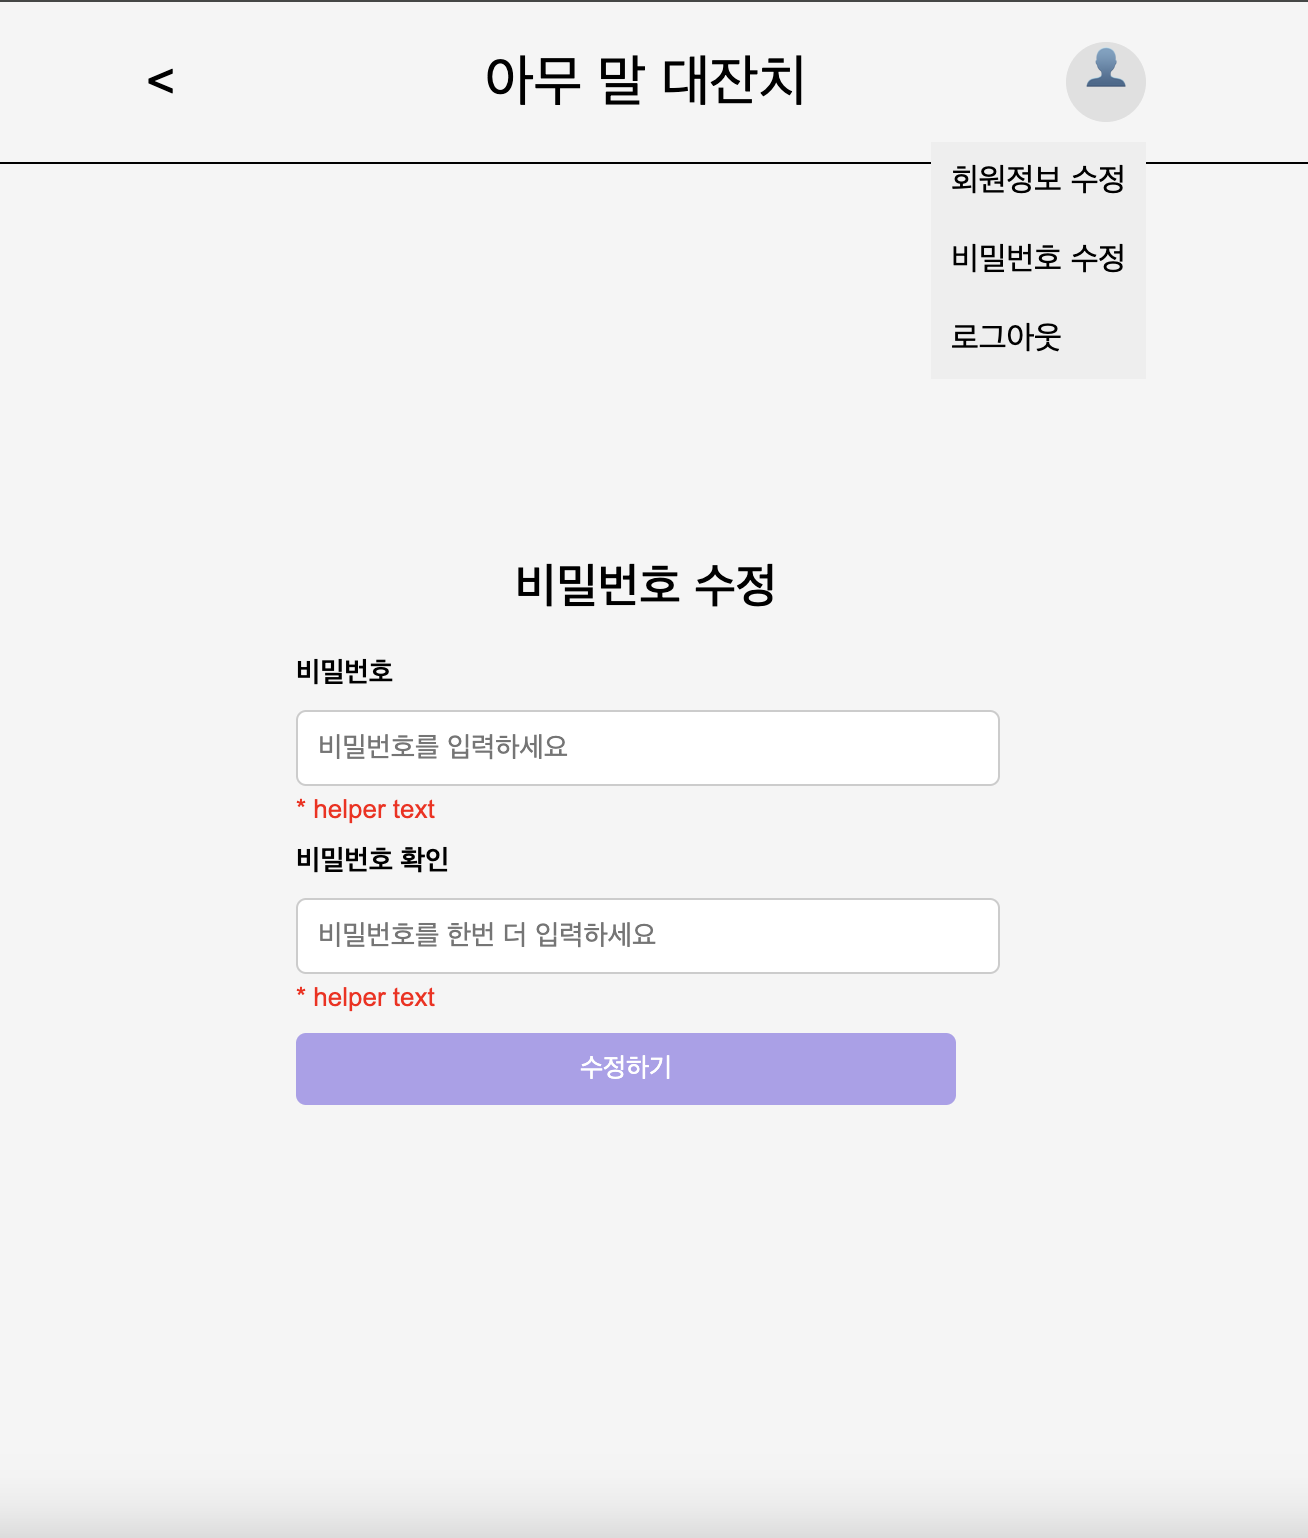 <
아무 말 대잔치
회원정보 수정
비밀번호 수정
로그아웃
비밀번호 수정
비밀번호
비밀번호를 입력하세요
* helper text
비밀번호 확인
비밀번호를 한번 더 입력하세요
* helper text
수정하기